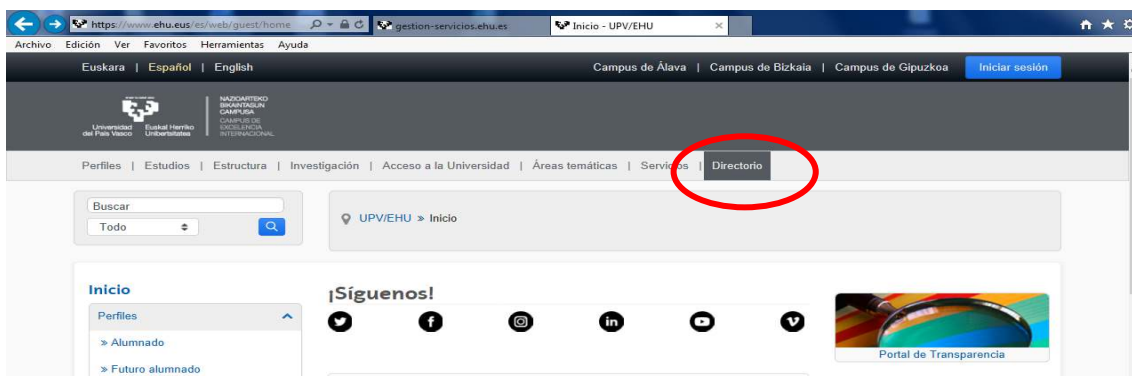 https://www.ehu.eus/es/web/guest/home gestion-servicios.ehu.es Inicio - UPV/EHU
Archivo Edición Ver Favoritos Herramientas Ayuda
Euskara | Español | English Campus de Álava | Campus de Bizkaia | Campus de Gipuzkoa Iniciar sesión
Universidad del País Vasco
Euskal Herriko Unibertsitatea
NAZIOARTEKO
BIKAINTASUN
CAMPUSA
CAMPUS DE
EXCELENCIA
INTERNACIONAL
Perfiles | Estudios | Estructura | Investigación | Acceso a la Universidad | Áreas temáticas | Servicios | Directorio
Buscar
Todo
UPV/EHU » Inicio
Inicio
Perfiles
» Alumnado
» Futuro alumnado
¡Síguenos!
Portal de Transparencia